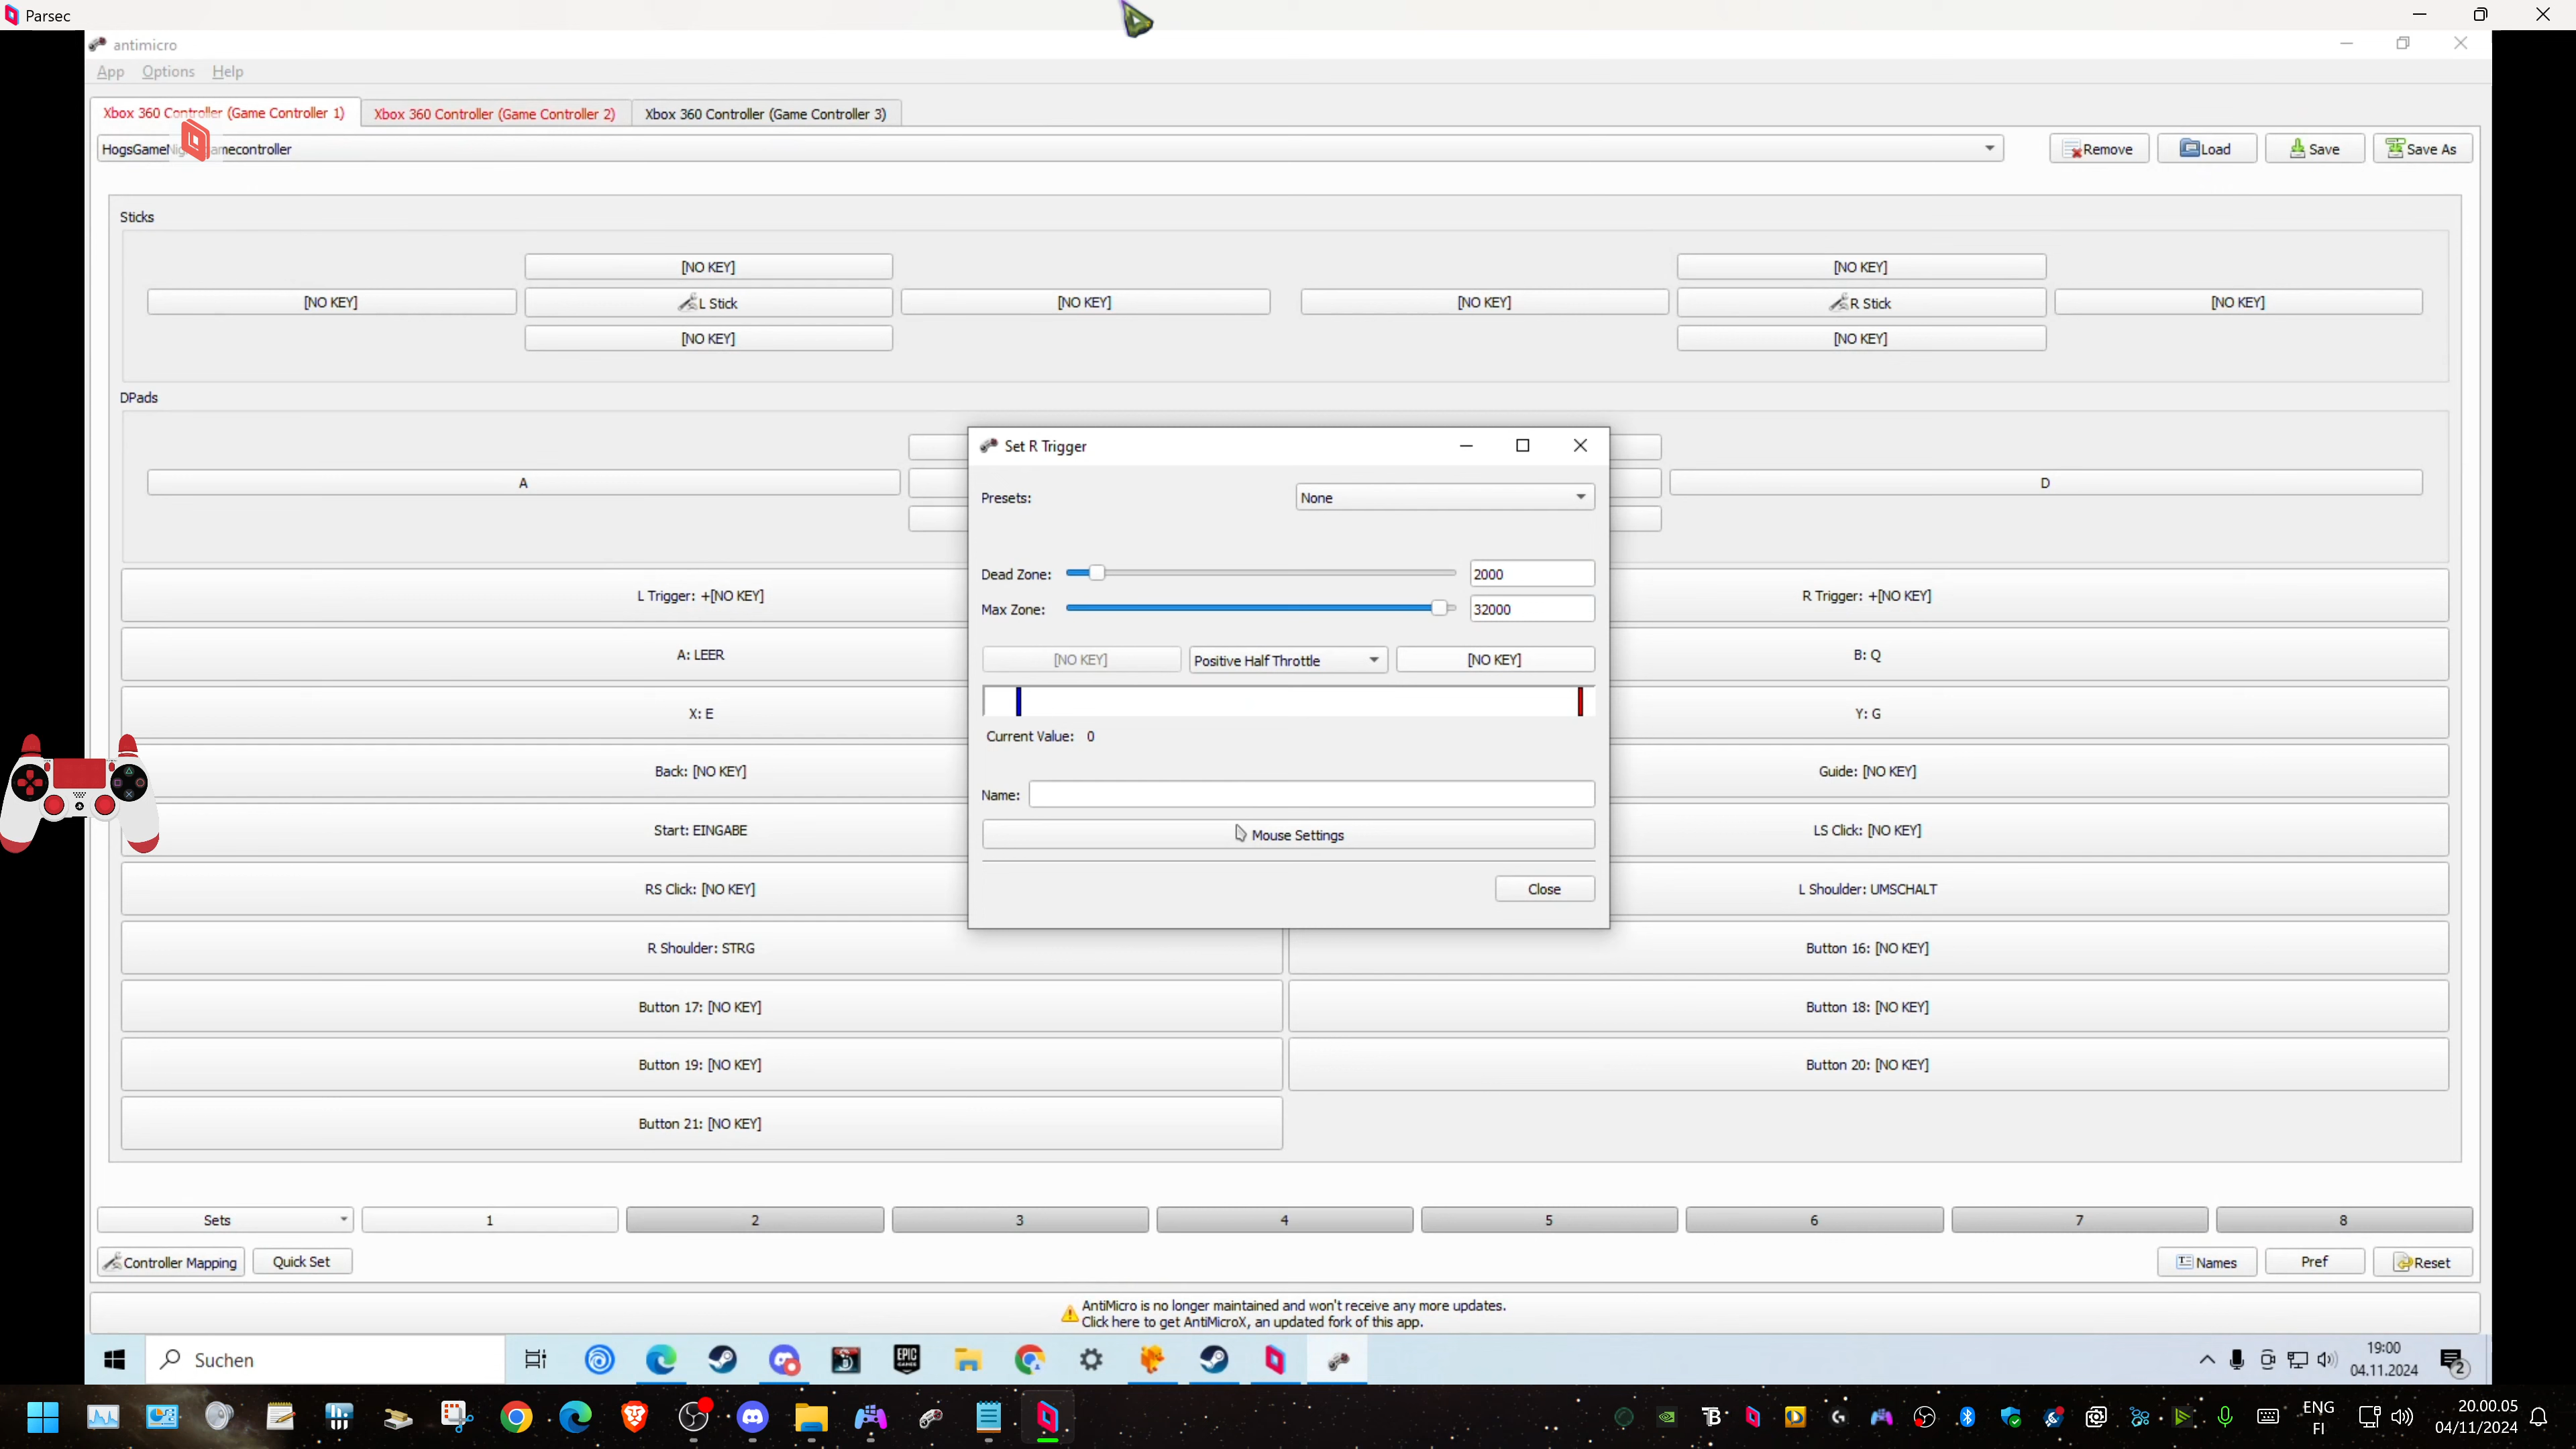 Parsec
antimicro
App Options Help
Xbox 360 Controller (Game Controller 1) Xbox 360 Controller (Game Controller 2) Xbox 360 Controller (Game Controller 3)
Remove Load Save Save As
Sticks
[NO KEY] [NO KEY]
[NO KEY] L Stick [NO KEY] [NO KEY] R Stick [NO KEY]
[NO KEY] [NO KEY]
DPads
A D
Set R Trigger
Presets: None
Dead Zone: 2000
Max Zone: 32000
[NO KEY] Positive Half Throttle [NO KEY]
Current Value: 0
Name:
Mouse Settings
Close
L Trigger: +[NO KEY] R Trigger: +[NO KEY]
A: LEER B: Q
X: E Y: G
Back: [NO KEY] Guide: [NO KEY]
Start: EINGABE LS Click: [NO KEY]
RS Click: [NO KEY] L Shoulder: UMSCHALT
R Shoulder: STRG Button 16: [NO KEY]
Button 17: [NO KEY] Button 18: [NO KEY]
Button 19: [NO KEY] Button 20: [NO KEY]
Button 21: [NO KEY]
Sets 1 2 3 4 5 6 7 8
Controller Mapping Quick Set Names Pref Reset
AntiMicro is no longer maintained and won't receive any more updates.
Click here to get AntiMicroX, an updated fork of this app.
Suchen EPIC GAMES 19:00
04.11.2024 2
ENG 20.00.05
FI 04/11/2024